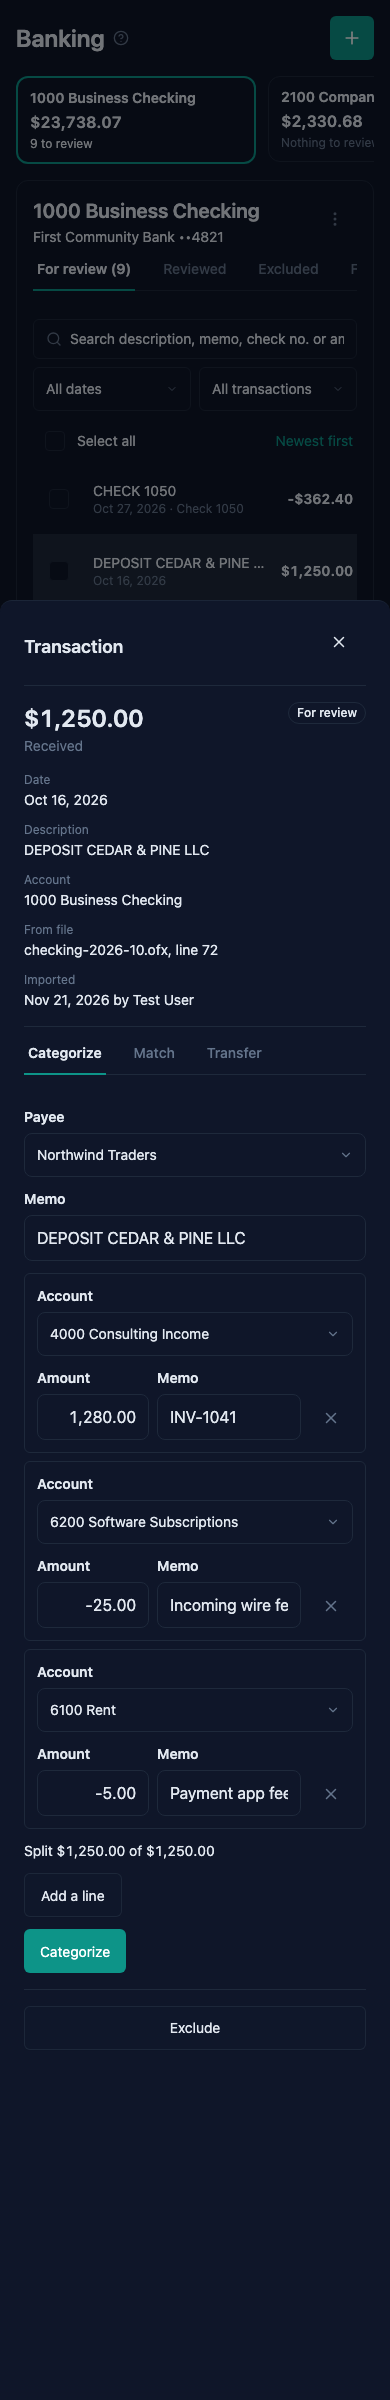 Banking
1000 Business Checking
$23,738.07
9 to review
2100 Compan
$2,330.68
Nothing to review
1000 Business Checking
First Community Bank ••4821
For review (9)
Reviewed
Excluded
F
Search description, memo, check no. or am
All dates
All transactions
Select all
Newest first
CHECK 1050
-$362.40
Oct 27, 2026 · Check 1050
DEPOSIT CEDAR & PINE ...
$1,250.00
Oct 16, 2026
Transaction
$1,250.00
For review
Received
Date
Oct 16, 2026
Description
DEPOSIT CEDAR & PINE LLC
Account
1000 Business Checking
From file
checking-2026-10.ofx, line 72
Imported
Nov 21, 2026 by Test User
Categorize
Match
Transfer
Payee
Northwind Traders
Memo
DEPOSIT CEDAR & PINE LLC
Account
4000 Consulting Income
Amount
Memo
1,280.00
INV-1041
Account
6200 Software Subscriptions
Amount
Memo
-25.00
Incoming wire fe
Account
6100 Rent
Amount
Memo
-5.00
Payment app fee
Split $1,250.00 of $1,250.00
Add a line
Categorize
Exclude